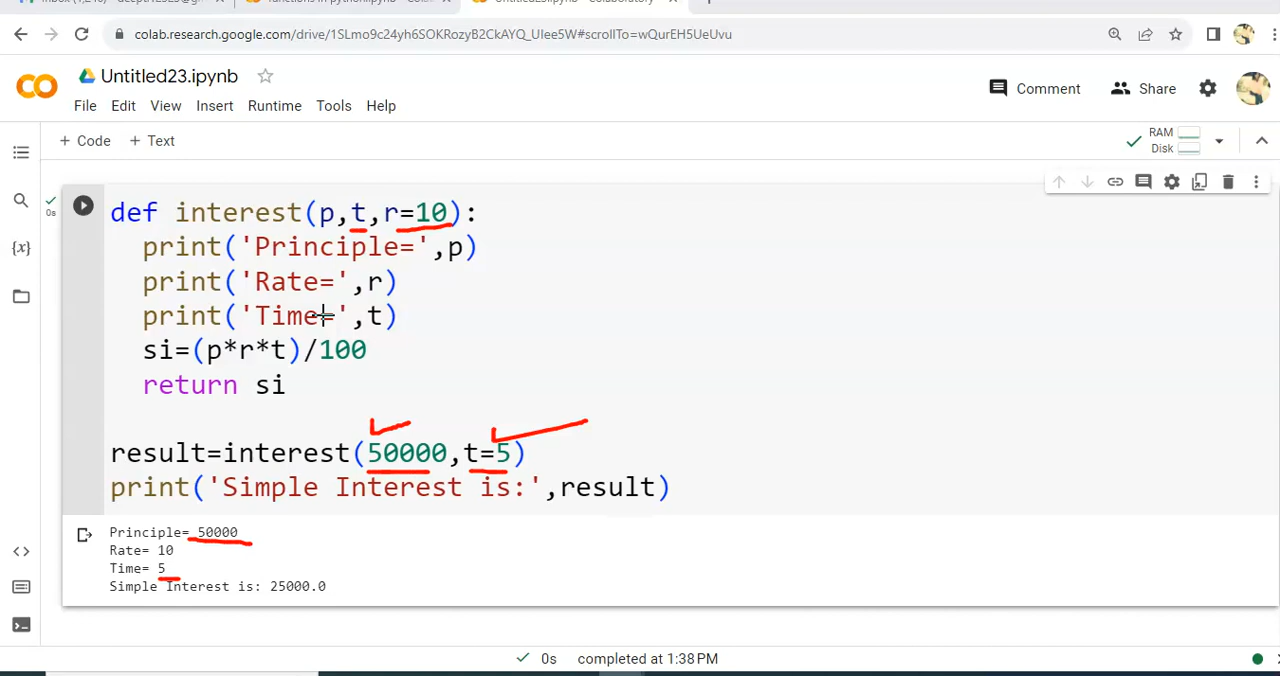 colab.research.google.com/drive/1SLmo9c24yh6SOKRozyB2CkAYQ_UIee5W#scrollTo=wQurEH5UeUvu
CO Untitled23.ipynb
File Edit View Insert Runtime Tools Help
Comment Share
+ Code + Text
RAM
Disk
{x}
0s
def interest(p,t,r=10):
print('Principle=',p)
print('Rate=',r)
print('Time=',t)
si=(p*r*t)/100
return si
result=interest(50000,t=5)
print('Simple Interest is:',result)
Principle= 50000
Rate= 10
Time= 5
Simple Interest is: 25000.0
0s completed at 1:38 PM